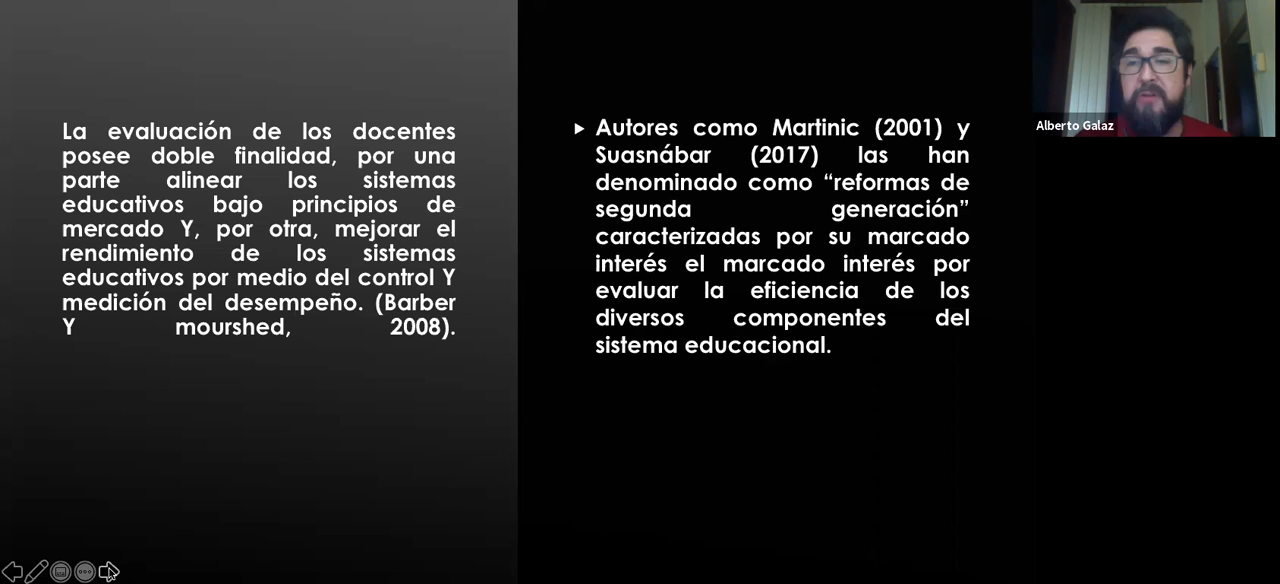 La evaluación de los docentes
posee doble finalidad, por una
parte alinear los sistemas
educativos bajo principios de
mercado Y, por otra, mejorar el
rendimiento de los sistemas
educativos por medio del control Y
medición del desempeño. (Barber
Y mourshed, 2008).
Autores como Martinic (2001) y
Suasnábar (2017) las han
denominado como “reformas de
segunda generación”
caracterizadas por su marcado
interés el marcado interés por
evaluar la eficiencia de los
diversos componentes del
sistema educacional.
Alberto Galaz